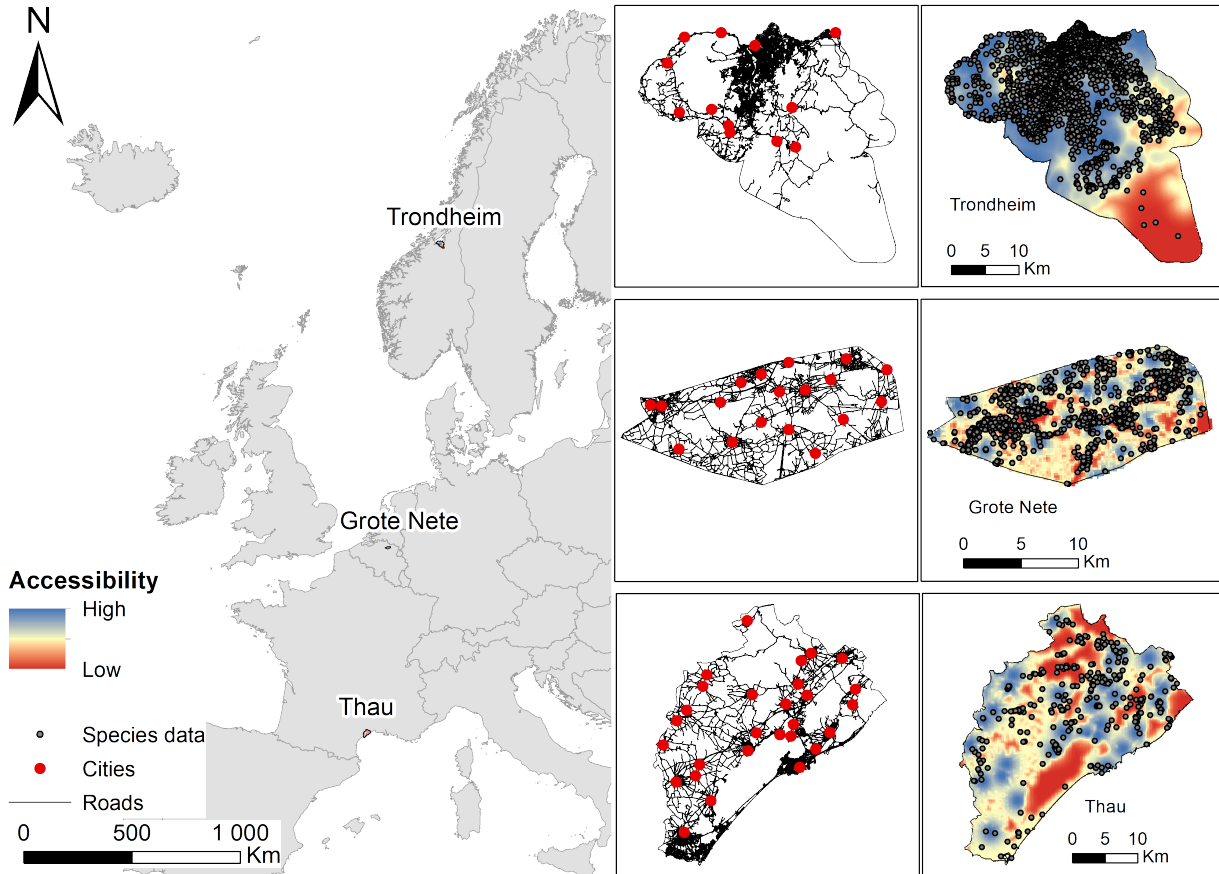 N
Trondheim
Grote Nete
Thau
Accessibility
High
Low
Species data
Cities
Roads
0 500 1 000
Km
Trondheim
0 5 10
Km
Grote Nete
0 5 10
Km
Thau
0 5 10
Km